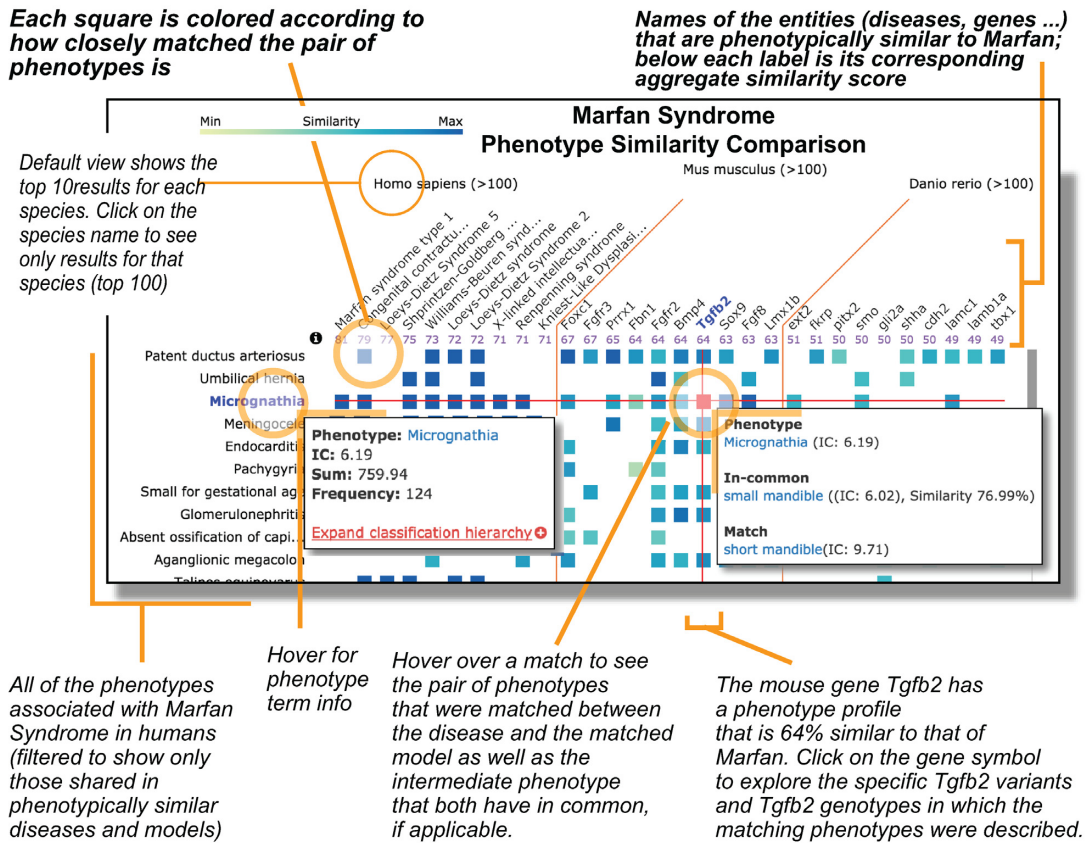 Each square is colored according to
how closely matched the pair of
phenotypes is
Names of the entities (diseases, genes ...)
that are phenotypically similar to Marfan;
below each label is its corresponding
aggregate similarity score
Min Similarity Max
Marfan Syndrome
Phenotype Similarity Comparison
Default view shows the
top 10results for each
species. Click on the
species name to see
only results for that
species (top 100)
Homo sapiens (>100)
Mus musculus (>100)
Danio rerio (>100)
Marfan syndrome type 1
Congenital contractu...
Loeys-Dietz Syndrome 5
Shprintzen-Goldberg ...
Williams-Beuren synd...
Loeys-Dietz syndrome
Loeys-Dietz Syndrome 2
X-linked intellectua...
Renpenning syndrome
Kniest-Like Dysplasi...
Foxc1
Fgfr3
Prrx1
Fbn1
Fgfr2
Bmp4
Tgfb2
Sox9
Fgf8
Lmx1b
ext2
fkrp
pitx2
smo
gli2a
shha
cdh2
lamc1
lamb1a
tbx1
81 79 77 75 73 72 72 71 71 71 67 67 65 64 64 64 64 63 63 63 51 51 50 50 50 50 50 49 49 49
Patent ductus arteriosus
Umbilical hernia
Micrognathia
Meningocele
Endocarditi
Pachygyri
Small for gestational ag
Glomerulonephriti
Absent ossification of capi...
Aganglionic megacolon
Talipes equinovarus
Phenotype: Micrognathia
IC: 6.19
Sum: 759.94
Frequency: 124
Expand classification hierarchy
Phenotype
Micrognathia (IC: 6.19)
In-common
small mandible ((IC: 6.02), Similarity 76.99%)
Match
short mandible(IC: 9.71)
All of the phenotypes
associated with Marfan
Syndrome in humans
(filtered to show only
those shared in
phenotypically similar
diseases and models)
Hover for
phenotype
term info
Hover over a match to see
the pair of phenotypes
that were matched between
the disease and the matched
model as well as the
intermediate phenotype
that both have in common,
if applicable.
The mouse gene Tgfb2 has
a phenotype profile
that is 64% similar to that of
Marfan. Click on the gene symbol
to explore the specific Tgfb2 variants
and Tgfb2 genotypes in which the
matching phenotypes were described.